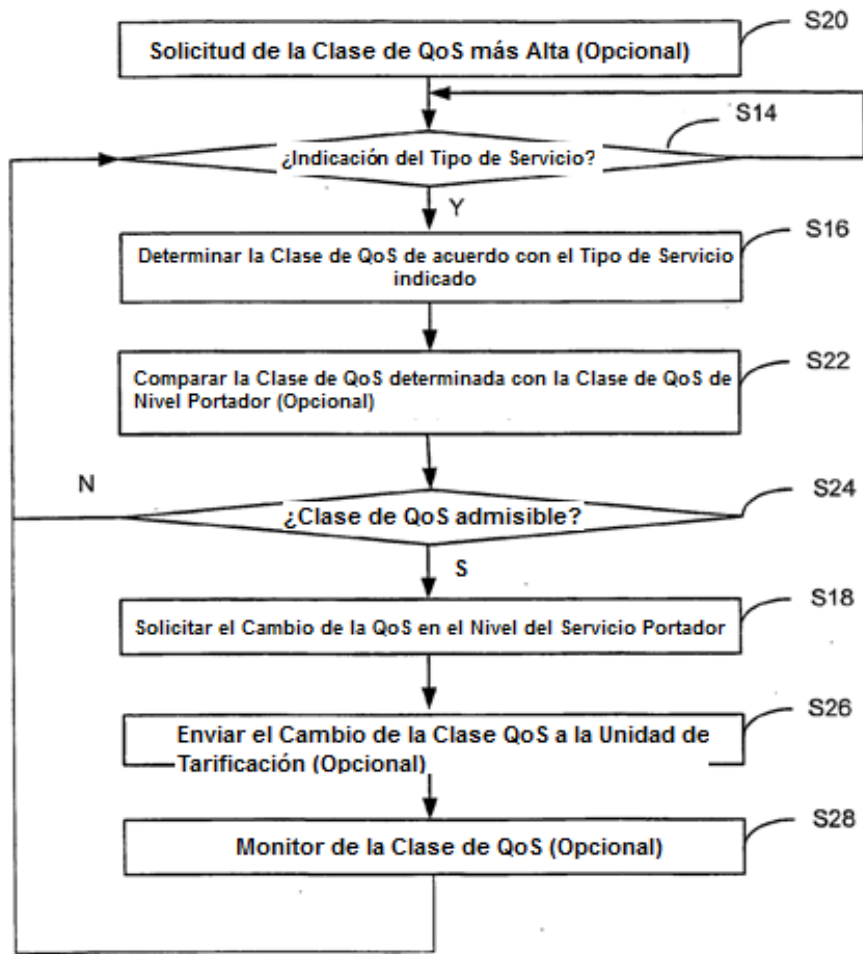 S20
Solicitud de la Clase de QoS más Alta (Opcional)
S14
¿Indicación del Tipo de Servicio?
Y
S16
Determinar la Clase de QoS de acuerdo con el Tipo de Servicio
indicado
S22
Comparar la Clase de QoS determinada con la Clase de QoS de
Nivel Portador (Opcional)
N
S24
¿Clase de QoS admisible?
S
S18
Solicitar el Cambio de la QoS en el Nivel del Servicio Portador
S26
Enviar el Cambio de la Clase QoS a la Unidad de
Tarificación (Opcional)
S28
Monitor de la Clase de QoS (Opcional)